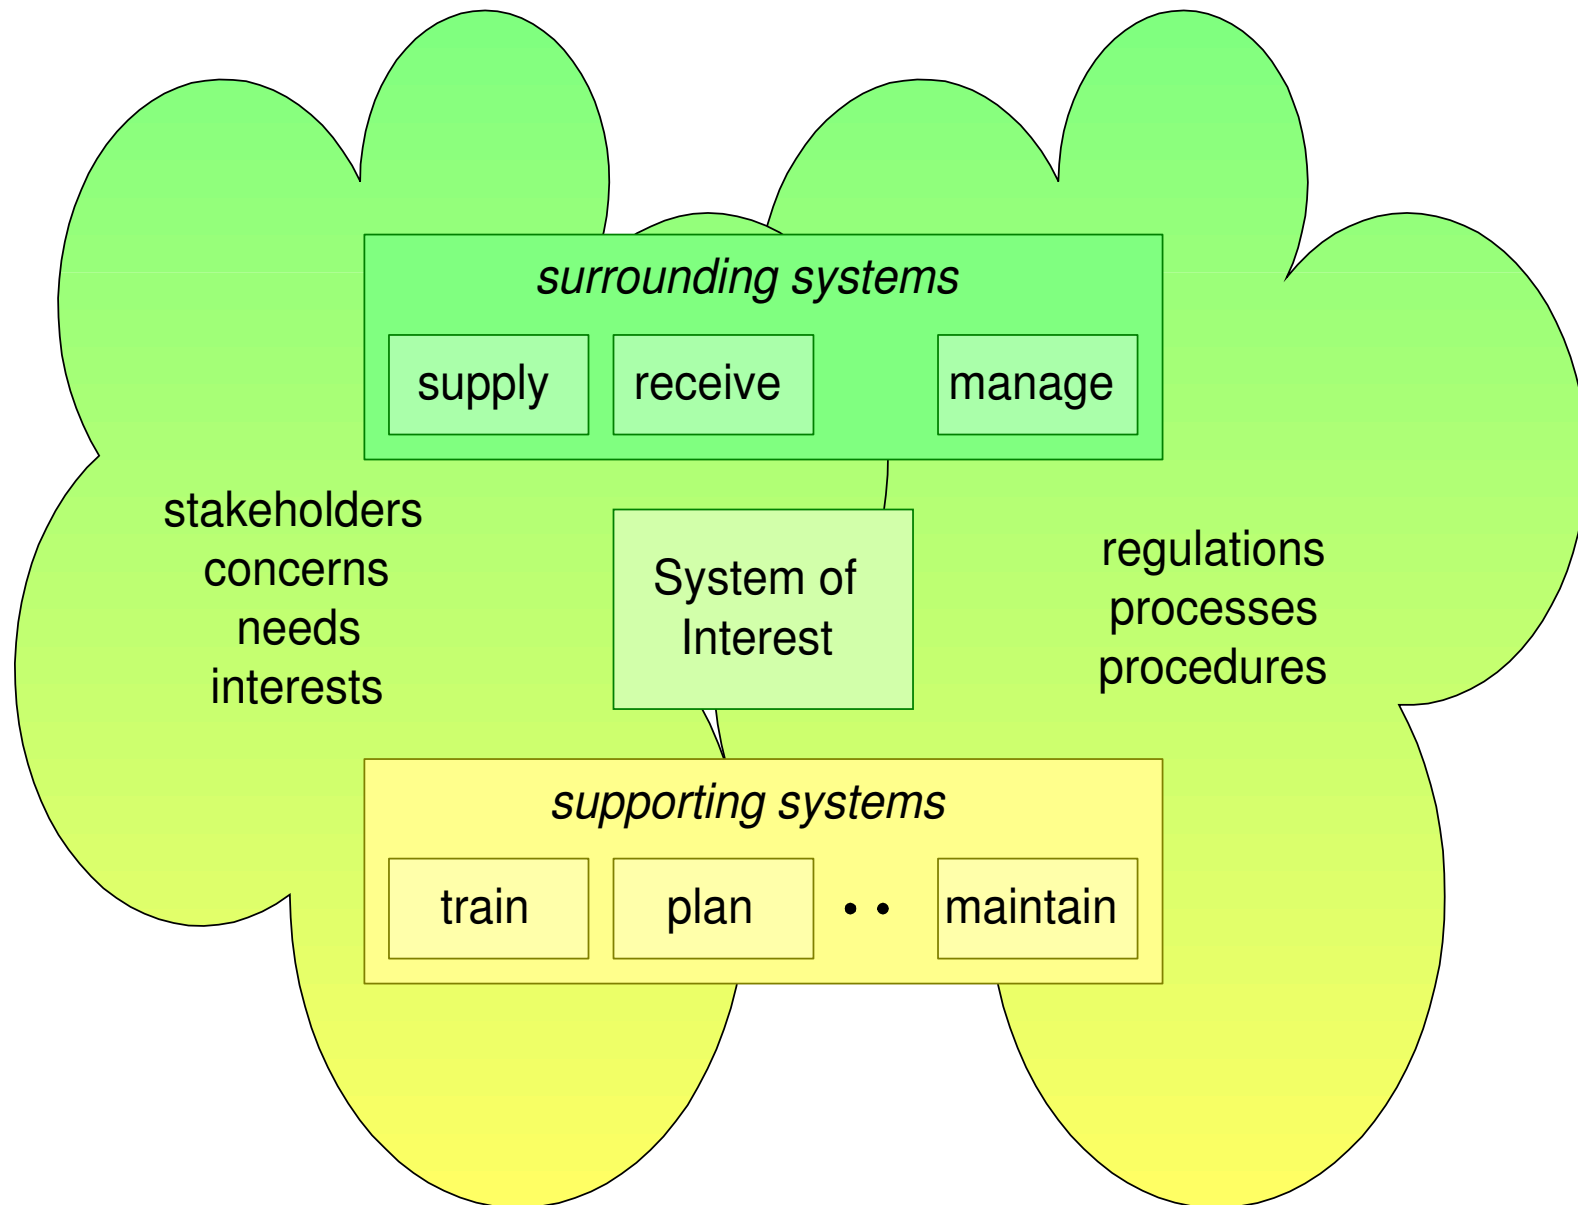 surrounding systems
supply receive manage
stakeholders
concerns
needs
interests
System of
Interest
regulations
processes
procedures
supporting systems
train plan • • maintain